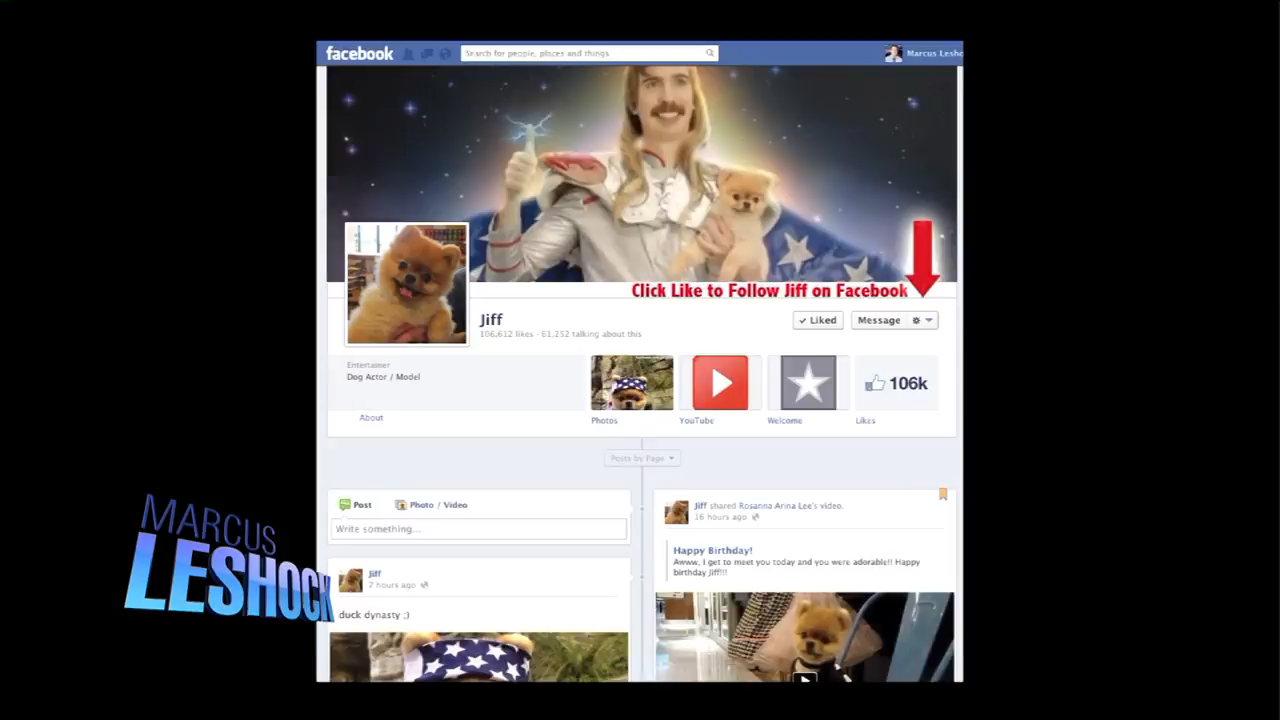 facebook
Search for people, places and things
Marcus Lesho
Click Like to Follow Jiff on Facebook
Jiff
106,612 likes · 61,252 talking about this
✓ Liked
Message
Entertainer
Dog Actor / Model
About
Photos
YouTube
Welcome
106k
Likes
Posts by Page
Post
Photo / Video
Write something...
Jiff
7 hours ago
duck dynasty ;)
Jiff shared Rosanna Arina Lee's video.
16 hours ago
Happy Birthday!
Awww, I get to meet you today and you were adorable!! Happy
birthday Jiff!!!
MARCUS
LESHOCK